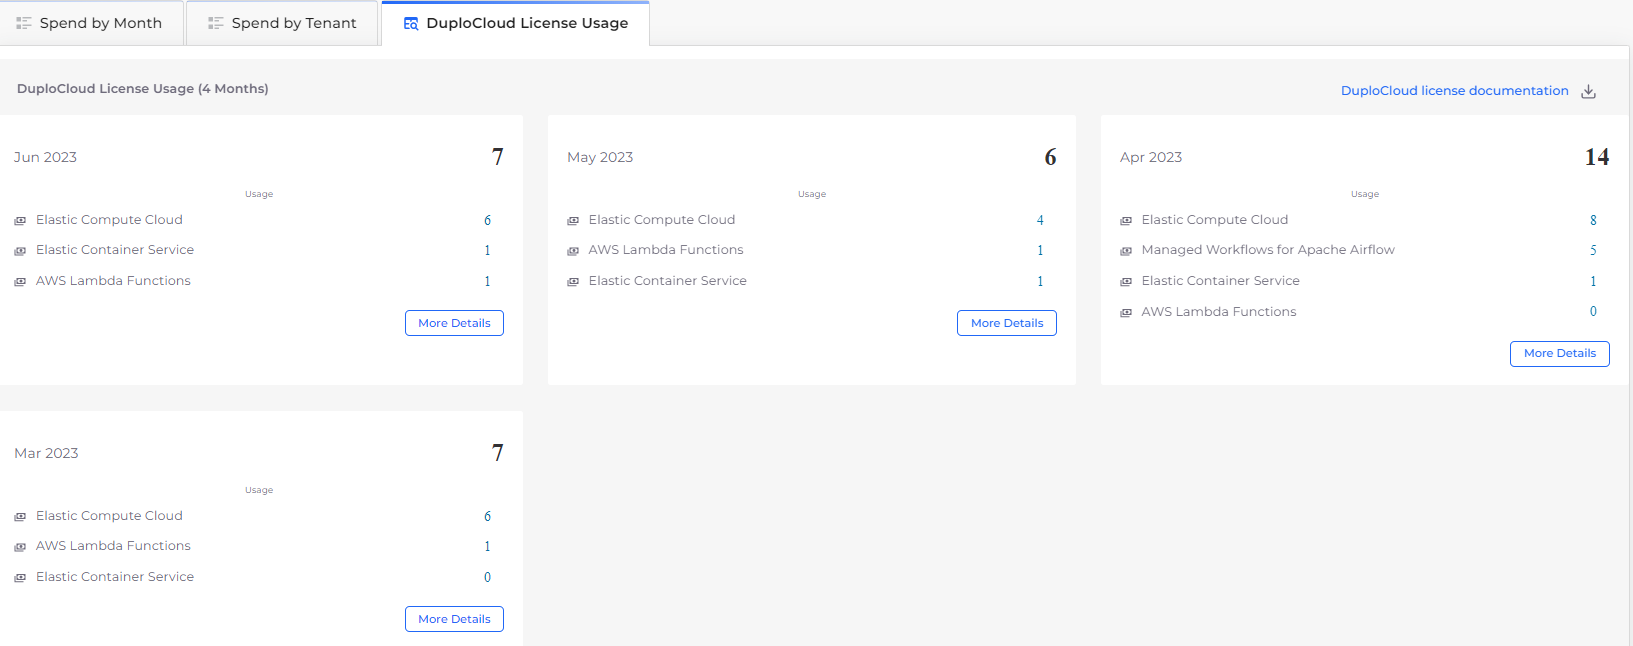 Spend by Month
Spend by Tenant
DuploCloud License Usage
DuploCloud License Usage (4 Months)
DuploCloud license documentation
Jun 2023 7
Usage
Elastic Compute Cloud 6
Elastic Container Service 1
AWS Lambda Functions 1
More Details
May 2023 6
Usage
Elastic Compute Cloud 4
AWS Lambda Functions 1
Elastic Container Service 1
More Details
Apr 2023 14
Usage
Elastic Compute Cloud 8
Managed Workflows for Apache Airflow 5
Elastic Container Service 1
AWS Lambda Functions 0
More Details
Mar 2023 7
Usage
Elastic Compute Cloud 6
AWS Lambda Functions 1
Elastic Container Service 0
More Details